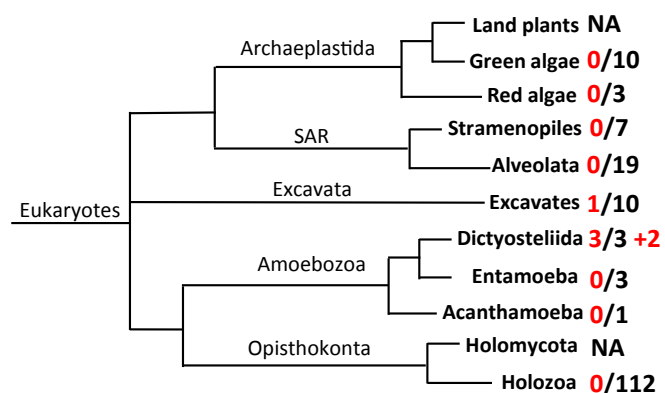 Land plants NA
Archaeplastida
Green algae 0/10
Red algae 0/3
Stramenopiles 0/7
SAR
Alveolata 0/19
Excavata
Excavates 1/10
Eukaryotes
Dictyosteliida 3/3 +2
Amoebozoa
Entamoeba 0/3
Acanthamoeba 0/1
Holomycota NA
Opisthokonta
Holozoa 0/112